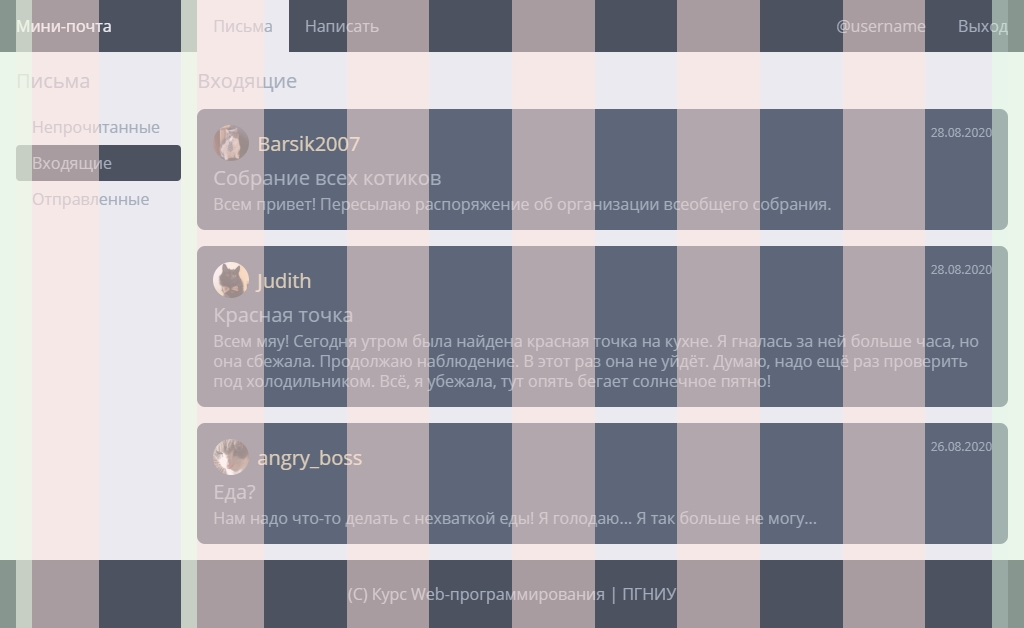 Мини-почта
Письма
Написать
@username
Выход
Письма
Непрочитанные
Входящие
Отправленные
Входящие
Barsik2007
28.08.2020
Собрание всех котиков
Всем привет! Пересылаю распоряжение об организации всеобщего собрания.
Judith
28.08.2020
Красная точка
Всем мяу! Сегодня утром была найдена красная точка на кухне. Я гналась за ней больше часа, но
она сбежала. Продолжаю наблюдение. В этот раз она не уйдёт. Думаю, надо ещё раз проверить
под холодильником. Всё, я убежала, тут опять бегает солнечное пятно!
angry_boss
26.08.2020
Еда?
Нам надо что-то делать с нехваткой еды! Я голодаю... Я так больше не могу...
(C) Курс Web-программирования | ПГНИУ